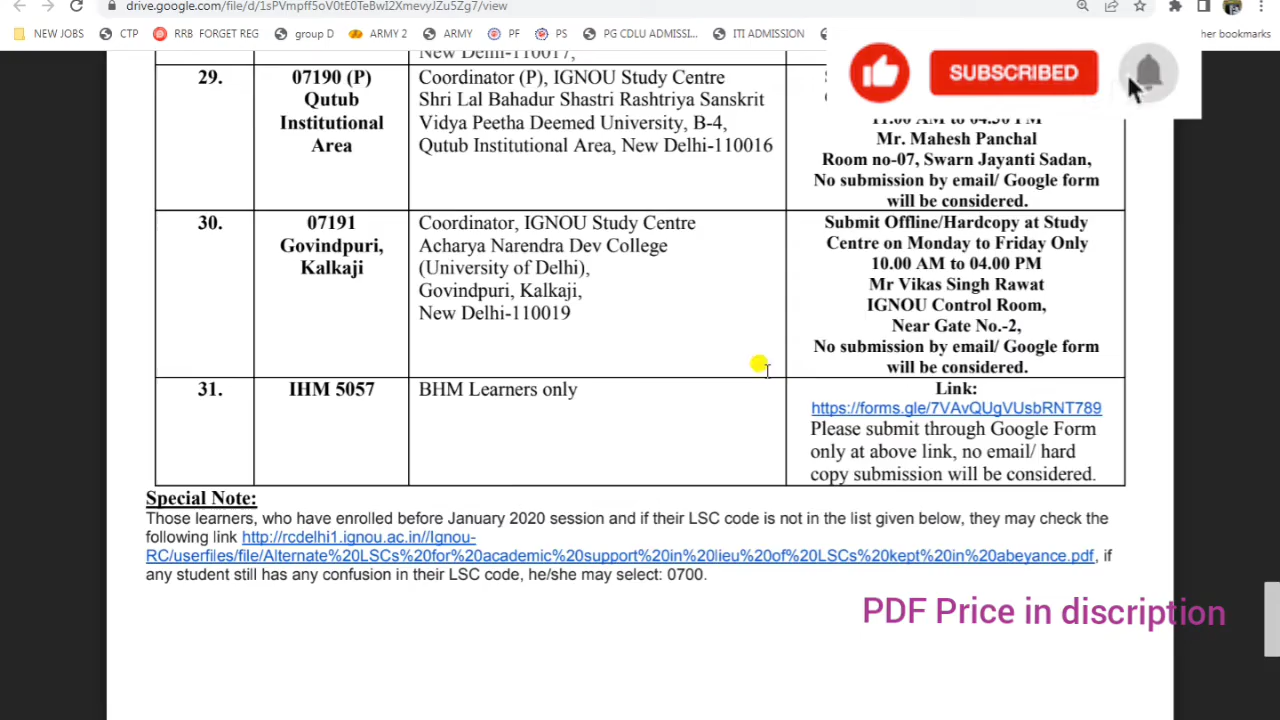 drive.google.com/file/d/1sPVmpff5oV0tE0TeBwI2XmevyJZu5Zg7/view
NEW JOBS CTP RRB FORGET REG group D ARMY 2 ARMY PF PS PG CDLU ADMISSI... ITI ADMISSION her bookmarks
SUBSCRIBED
New Delhi-110017,
29.
07190 (P)
Qutub
Institutional
Area
Coordinator (P), IGNOU Study Centre
Shri Lal Bahadur Shastri Rashtriya Sanskrit
Vidya Peetha Deemed University, B-4,
Qutub Institutional Area, New Delhi-110016
11.00 AM to 04.30 PM
Mr. Mahesh Panchal
Room no-07, Swarn Jayanti Sadan,
No submission by email/ Google form
will be considered.
30.
07191
Govindpuri,
Kalkaji
Coordinator, IGNOU Study Centre
Acharya Narendra Dev College
(University of Delhi),
Govindpuri, Kalkaji,
New Delhi-110019
Submit Offline/Hardcopy at Study
Centre on Monday to Friday Only
10.00 AM to 04.00 PM
Mr Vikas Singh Rawat
IGNOU Control Room,
Near Gate No.-2,
No submission by email/ Google form
will be considered.
31.
IHM 5057
BHM Learners only
Link:
https://forms.gle/7VAvQUgVUsbRNT789
Please submit through Google Form
only at above link, no email/ hard
copy submission will be considered.
Special Note:
Those learners, who have enrolled before January 2020 session and if their LSC code is not in the list given below, they may check the
following link http://rcdelhi1.ignou.ac.in//Ignou-
RC/userfiles/file/Alternate%20LSCs%20for%20academic%20support%20in%20lieu%20of%20LSCs%20kept%20in%20abeyance.pdf, if
any student still has any confusion in their LSC code, he/she may select: 0700.
PDF Price in discription